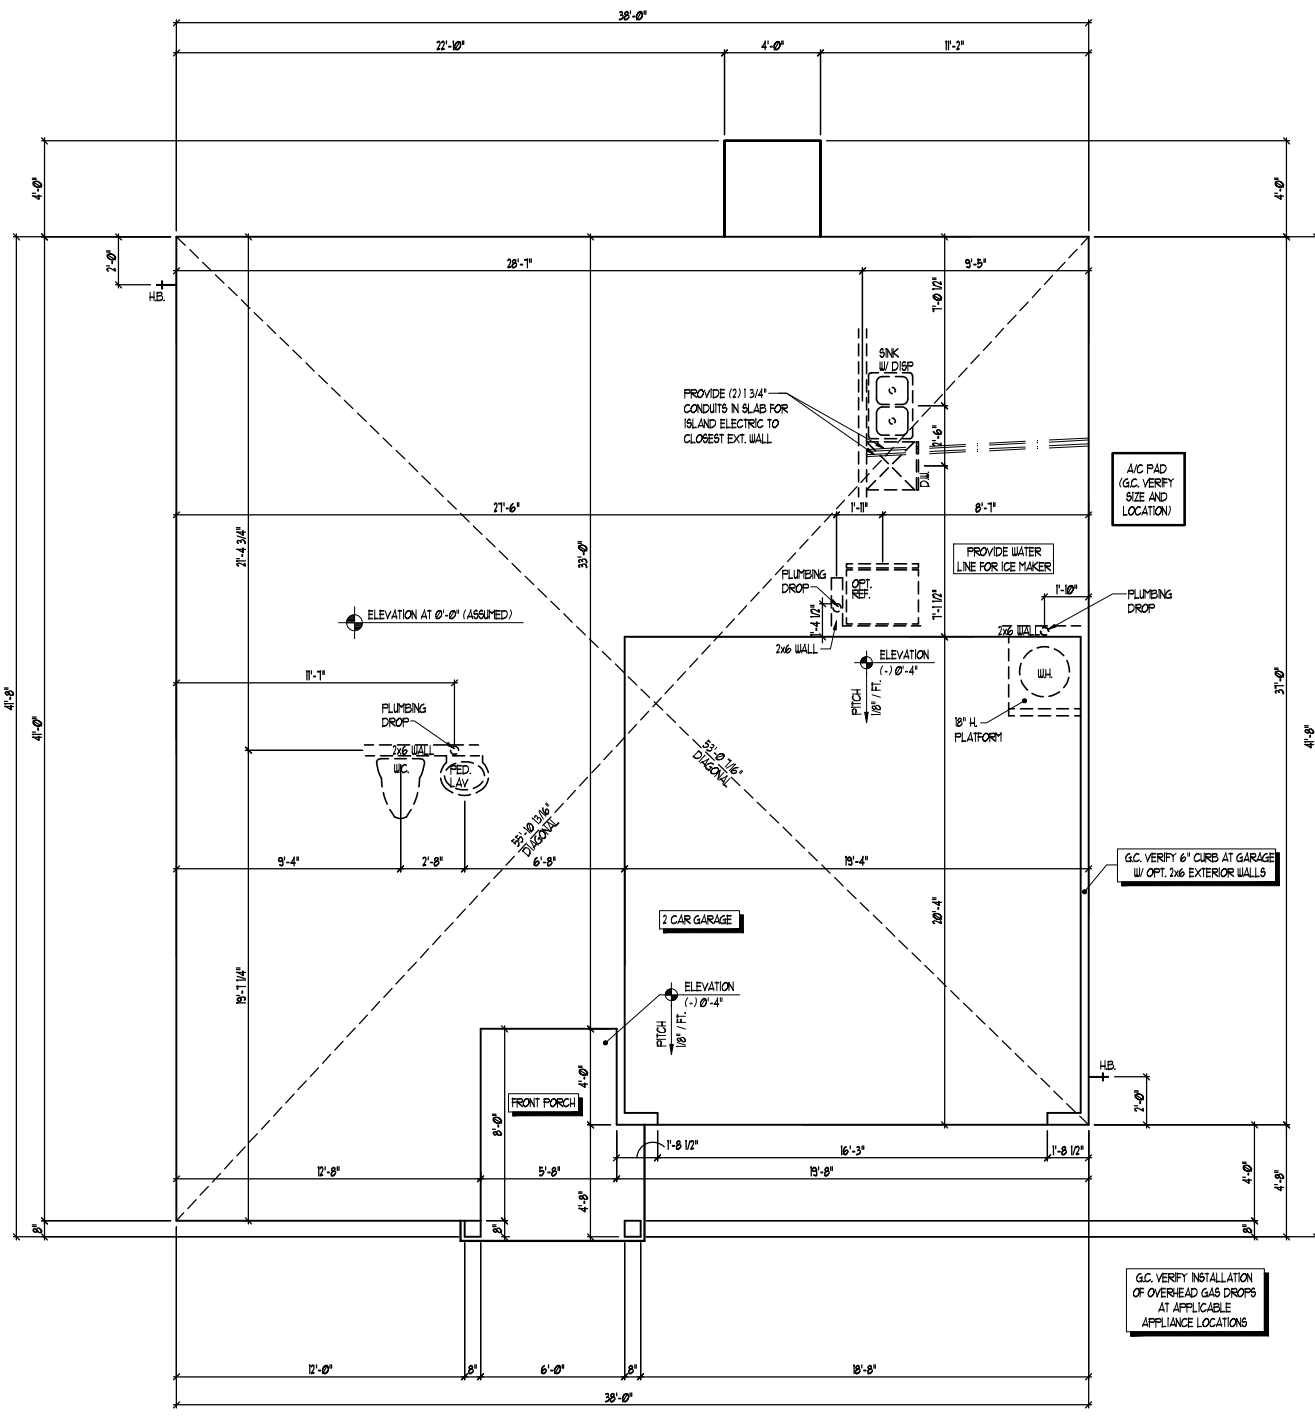 38'-0"
22'-10"
4'-0"
11'-2"
4'-0"
4'-0"
2'-0"
H.B.
28'-7"
9'-5"
7'-0 1/2"
SINK
W/ DISP
PROVIDE (2) 1 3/4"
CONDUITS IN SLAB FOR
ISLAND ELECTRIC TO
CLOSEST EXT. WALL
2'-6"
D.W.
A/C PAD
(G.C. VERIFY
SIZE AND
LOCATION)
27'-6"
1'-11"
8'-7"
21'-4 3/4"
33'-0"
PROVIDE WATER
LINE FOR ICE MAKER
PLUMBING
DROP
OPT.
REF.
1'-10"
PLUMBING
DROP
1'-4 1/2"
7'-1 1/2"
ELEVATION AT 0'-0" (ASSUMED)
2x6 WALL
2x6 WALL
ELEVATION
(-) 0'-4"
PITCH
1/8" / FT.
W.H.
18" H.
PLATFORM
11'-7"
41'-8"
41'-0"
37'-0"
41'-8"
PLUMBING
DROP
2x6 WALL
W.C.
PED.
LAV
53'-0 7/16"
DIAGONAL
55'-10 13/16"
DIAGONAL
9'-4"
2'-8"
6'-8"
19'-4"
G.C. VERIFY 6" CURB AT GARAGE
W/ OPT. 2x6 EXTERIOR WALLS
2 CAR GARAGE
20'-4"
19'-7 1/4"
ELEVATION
(-) 0'-4"
PITCH
1/8" / FT.
H.B.
4'-0"
2'-0"
FRONT PORCH
8'-0"
1'-8 1/2"
16'-3"
1'-8 1/2"
12'-8"
5'-8"
19'-8"
4'-0"
4'-8"
4'-8"
8"
8"
8"
G.C. VERIFY INSTALLATION
OF OVERHEAD GAS DROPS
AT APPLICABLE
APPLIANCE LOCATIONS
12'-0"
8"
6'-0"
8"
18'-8"
38'-0"